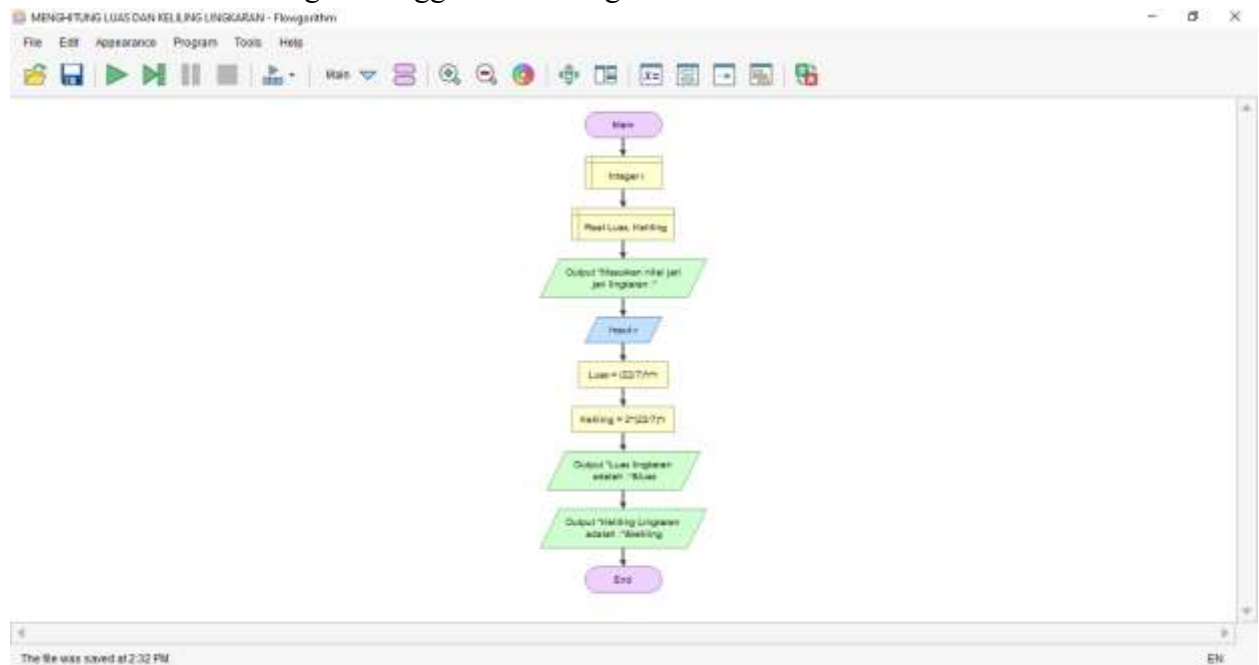 MENGHITUNG LUAS DAN KELILING LINGKARAN - Flowgorithm
File Edit Appearance Program Tools Help
Main
Main
Integer r
Real Luas, Keliling
Output "Masukan nilai jari
jari lingkaran :"
Input r
Luas = (22/7)*r*r
Keliling = 2*(22/7)*r
Output "Luas lingkaran
adalah :"&luas
Output "Keliling Lingkaran
adalah :"&keliling
End
The file was saved at 2:32 PM
EN